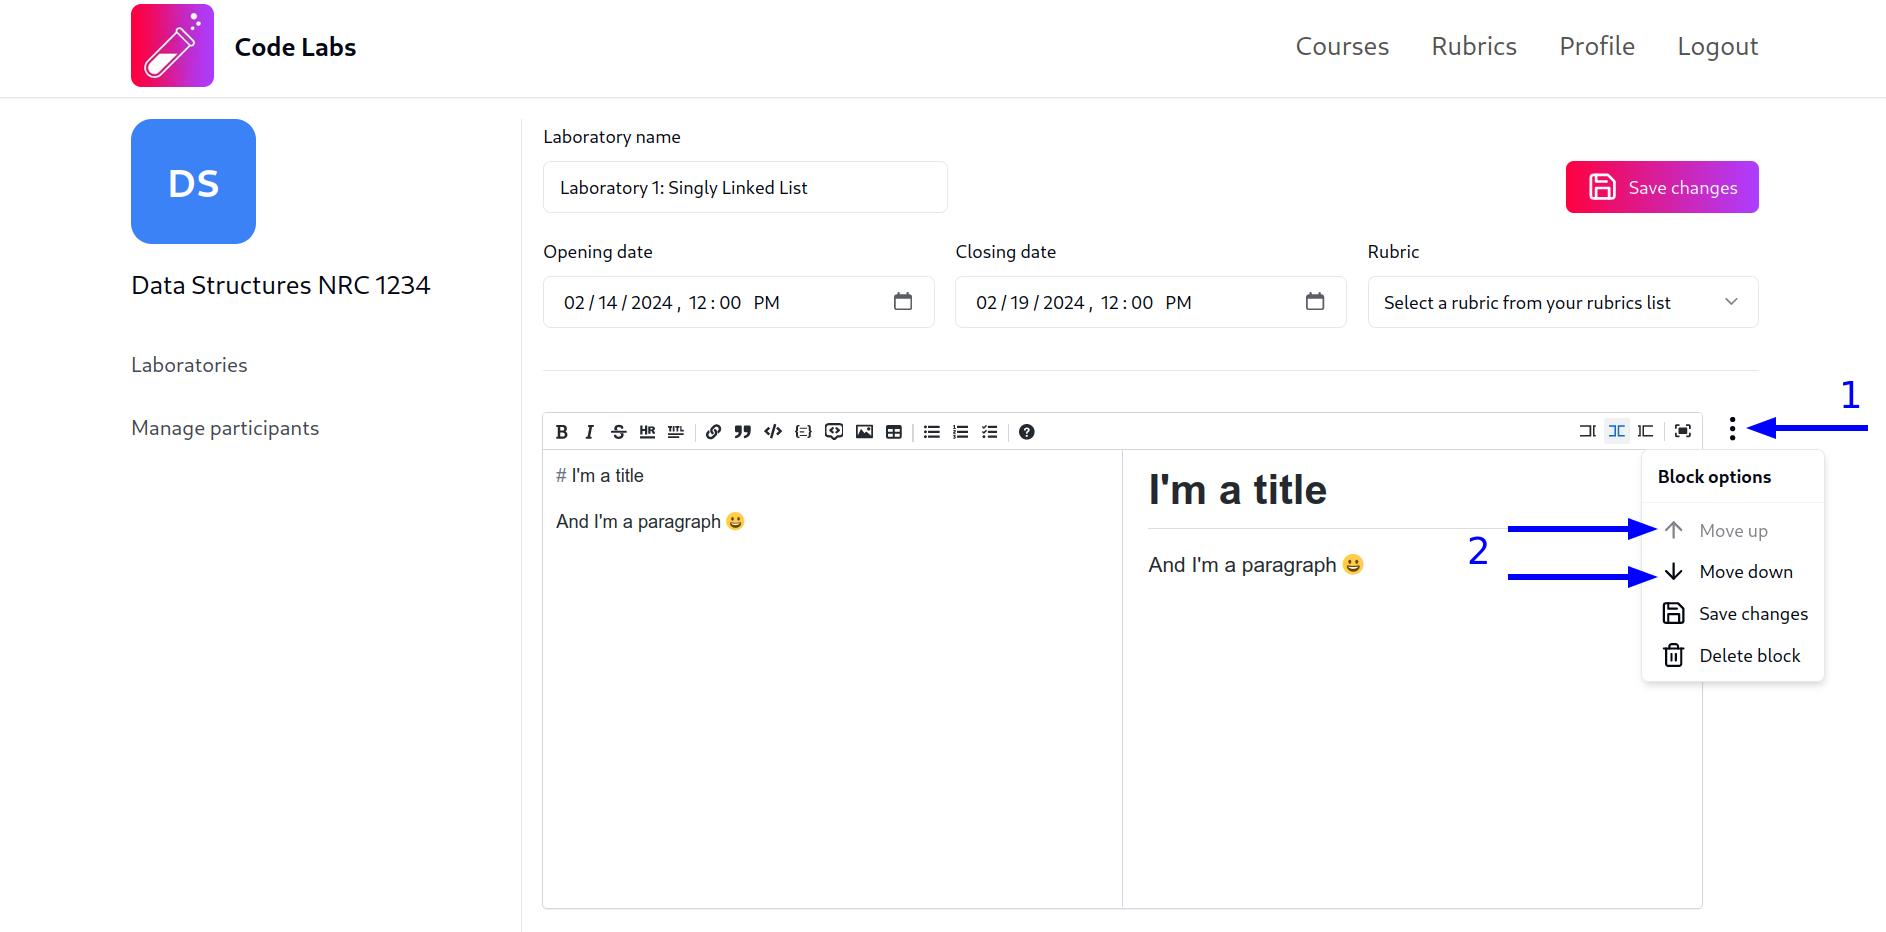 Code Labs
Courses Rubrics Profile Logout
DS
Data Structures NRC 1234
Laboratories
Manage participants
Laboratory name
Laboratory 1: Singly Linked List
Save changes
Opening date
02/14/2024, 12:00 PM
Closing date
02/19/2024, 12:00 PM
Rubric
Select a rubric from your rubrics list
1
B I S HR TITL
# I'm a title
And I'm a paragraph 😀
I'm a title
And I'm a paragraph 😀
2
Block options
Move up
Move down
Save changes
Delete block